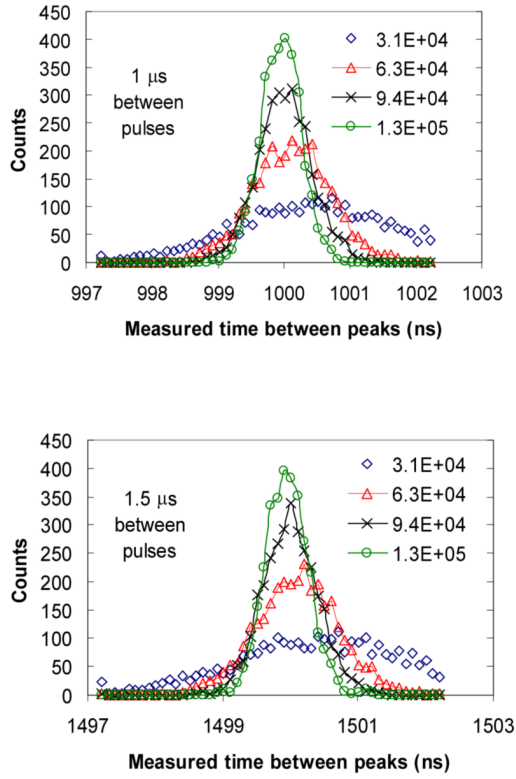 450
400
350
300
250
200
150
100
50
0
Counts
1 μs
between
pulses
3.1E+04
6.3E+04
9.4E+04
1.3E+05
997 998 999 1000 1001 1002 1003
Measured time between peaks (ns)
450
400
350
300
250
200
150
100
50
0
Counts
1.5 μs
between
pulses
3.1E+04
6.3E+04
9.4E+04
1.3E+05
1497 1499 1501 1503
Measured time between peaks (ns)